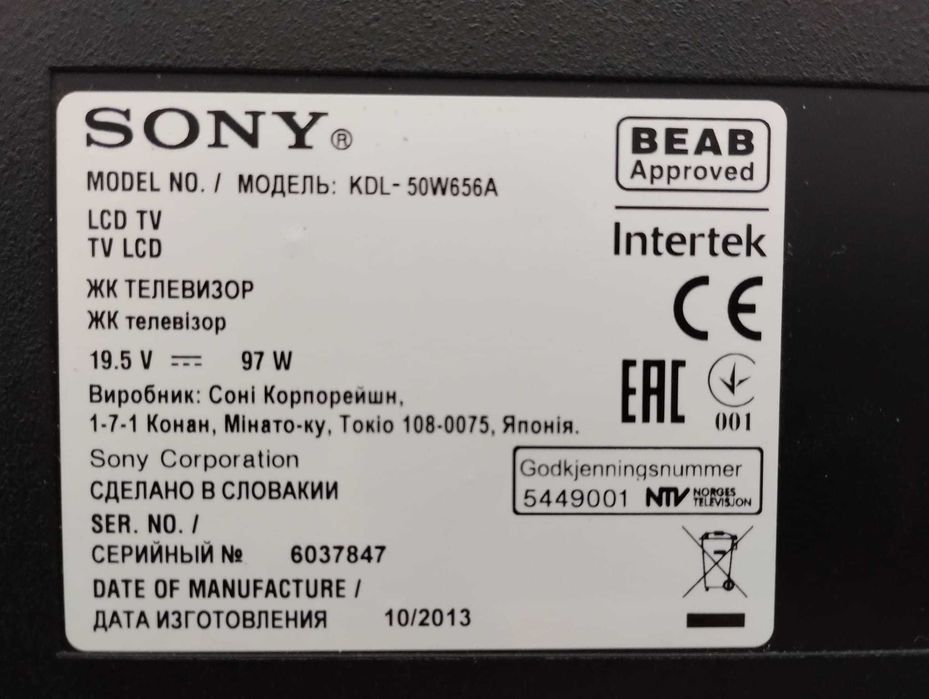 SONY®
MODEL NO. / МОДЕЛЬ: KDL- 50W656A
LCD TV
TV LCD
ЖК ТЕЛЕВИЗОР
ЖК телевізор
19.5 V ⎓ 97 W
Виробник: Соні Корпорейшн,
1-7-1 Конан, Мінато-ку, Токіо 108-0075, Японія.
Sony Corporation
СДЕЛАНО В СЛОВАКИИ
SER. NO. /
СЕРИЙНЫЙ № 6037847
DATE OF MANUFACTURE /
ДАТА ИЗГОТОВЛЕНИЯ 10/2013
BEAB
Approved
Intertek
CE
EAC
001
Godkjenningsnummer
5449001 NTV NORGES
TELEVISJON